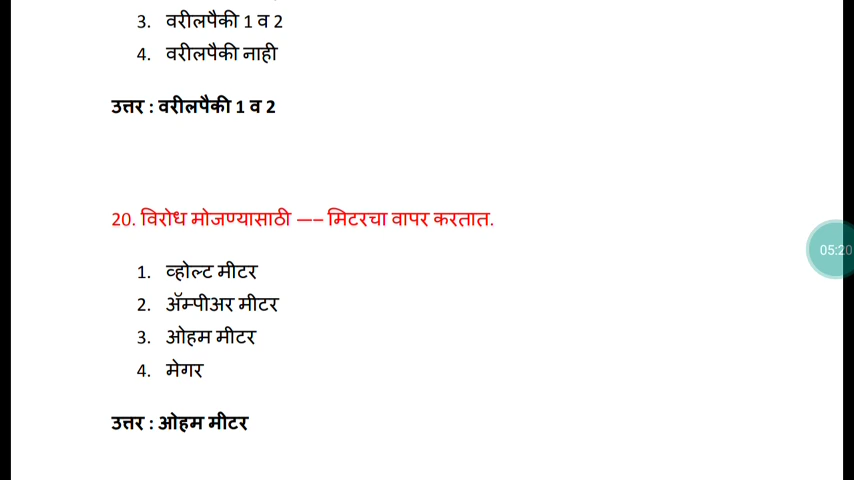 3. वरीलपैकी 1 व 2
4. वरीलपैकी नाही
उत्तर : वरीलपैकी 1 व 2
20. विरोध मोजण्यासाठी —– मिटरचा वापर करतात.
1. व्होल्ट मीटर
2. ॲम्पीअर मीटर
3. ओहम मीटर
4. मेगर
उत्तर : ओहम मीटर
05:20